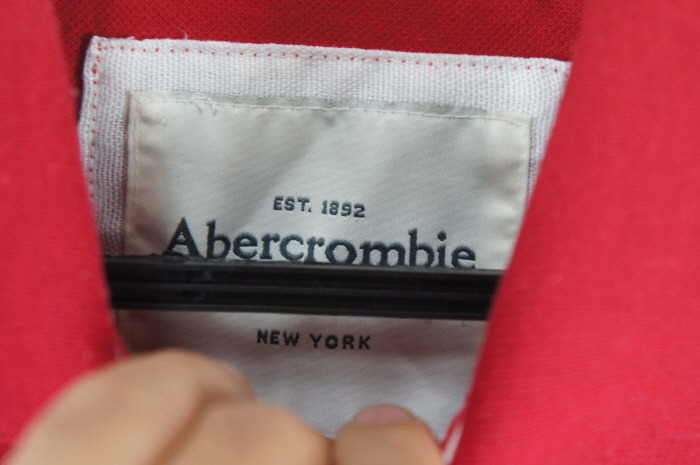 EST. 1892
Abercrombie
NEW YORK